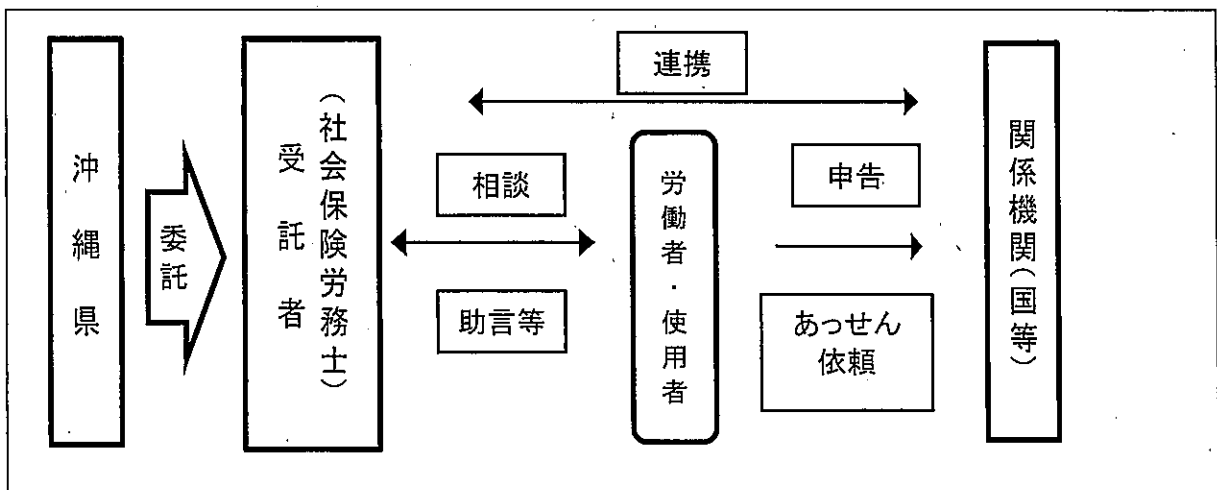 沖縄県
委託
受託者
（社会保険労務士）
連携
相談
助言等
労働者・使用者
申告
あっせん
依頼
関係機関（国等）